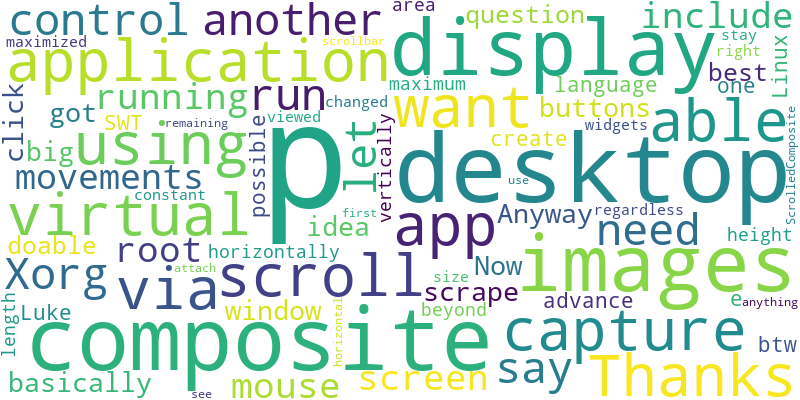 control another area question include
maximized scrollbar display stay
application right
maximum language best Linux
running run changed want one
click got SWT remaining viewed buttons able
big using possible p let vertically create widgets ScrolledComposite
movements desktop
constant use
virtual idea first app Anyway regardless
doable root horizontally need height
Xorg via attach scroll size Now images
scrape e anything
length Luke window horizontal beyond advance
composite capture btw
say
basically see mouse screen Thanks